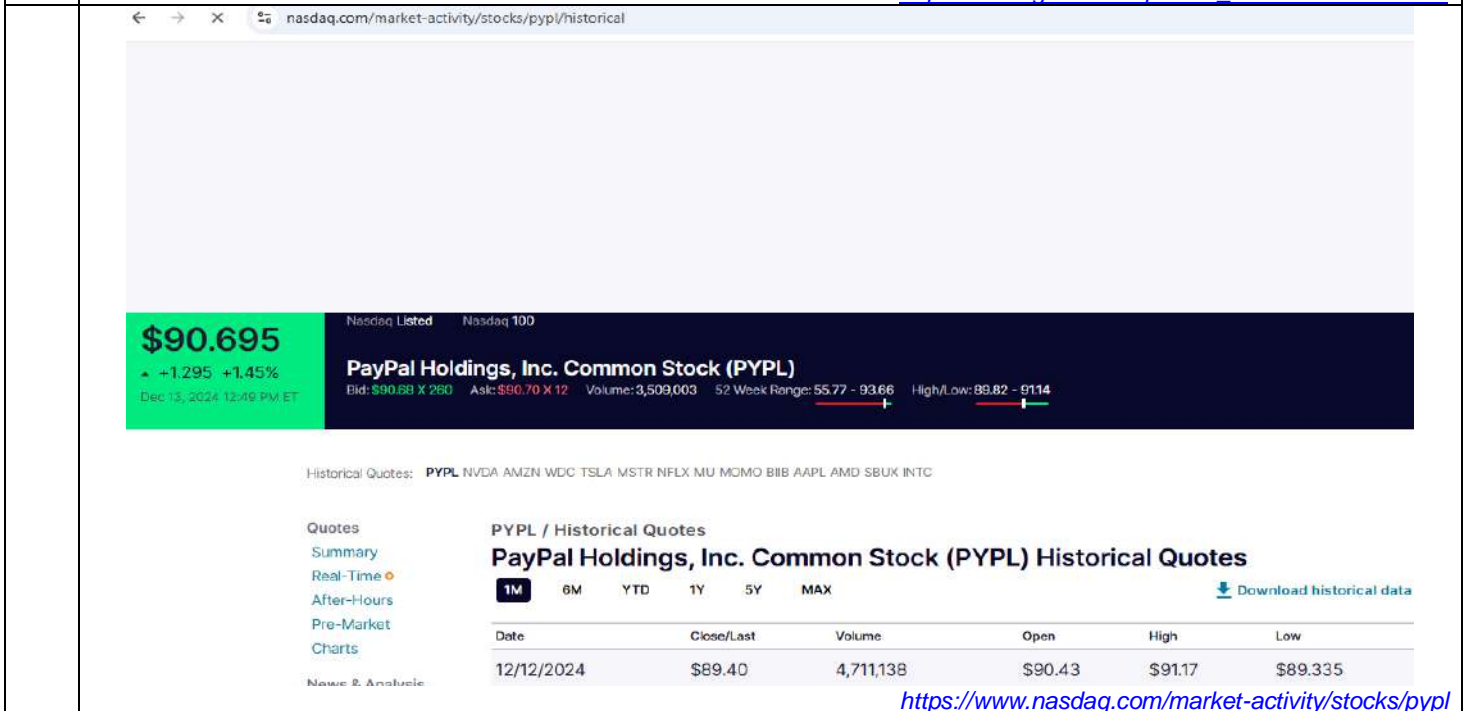 nasdaq.com/market-activity/stocks/pypl/historical
$90.695
+1.295 +1.45%
Dec 13, 2024 12:49 PM ET
Nasdaq Listed Nasdaq 100
PayPal Holdings, Inc. Common Stock (PYPL)
Bid: $90.68 X 260 Ask: $90.70 X 12 Volume: 3,509,003 52 Week Range: 55.77 - 93.66 High/Low: 89.82 - 91.14
Historical Quotes: PYPL NVDA AMZN WDC TSLA MSTR NFLX MU MOMO BIIB AAPL AMD SBUX INTC
Quotes
Summary
Real-Time
After-Hours
Pre-Market
Charts
News & Analysis
PYPL / Historical Quotes
PayPal Holdings, Inc. Common Stock (PYPL) Historical Quotes
1M 6M YTD 1Y 5Y MAX
Download historical data
Date Close/Last Volume Open High Low
12/12/2024 $89.40 4,711,138 $90.43 $91.17 $89.335
https://www.nasdaq.com/market-activity/stocks/pypl